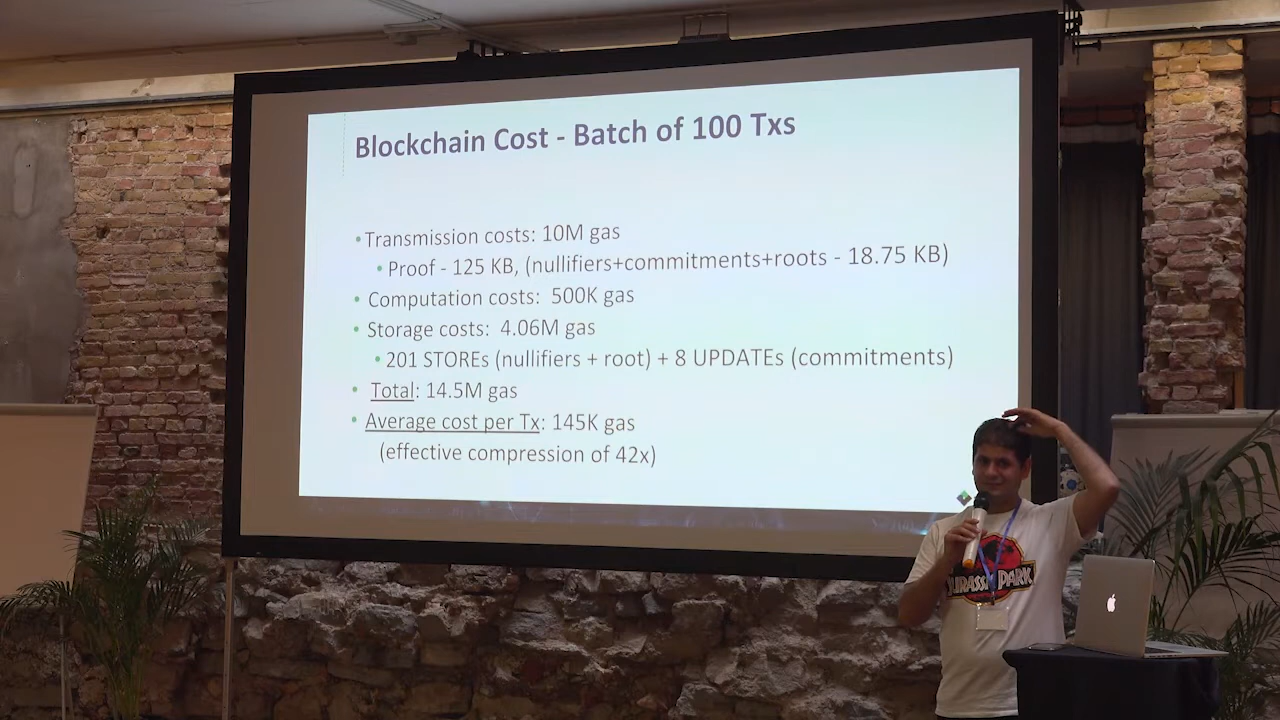 Blockchain Cost - Batch of 100 Txs
•Transmission costs: 10M gas
• Proof - 125 KB, (nullifiers+commitments+roots - 18.75 KB)
• Computation costs: 500K gas
• Storage costs: 4.06M gas
• 201 STOREs (nullifiers + root) + 8 UPDATEs (commitments)
• Total: 14.5M gas
• Average cost per Tx: 145K gas
(effective compression of 42x)
JURASSIC PARK